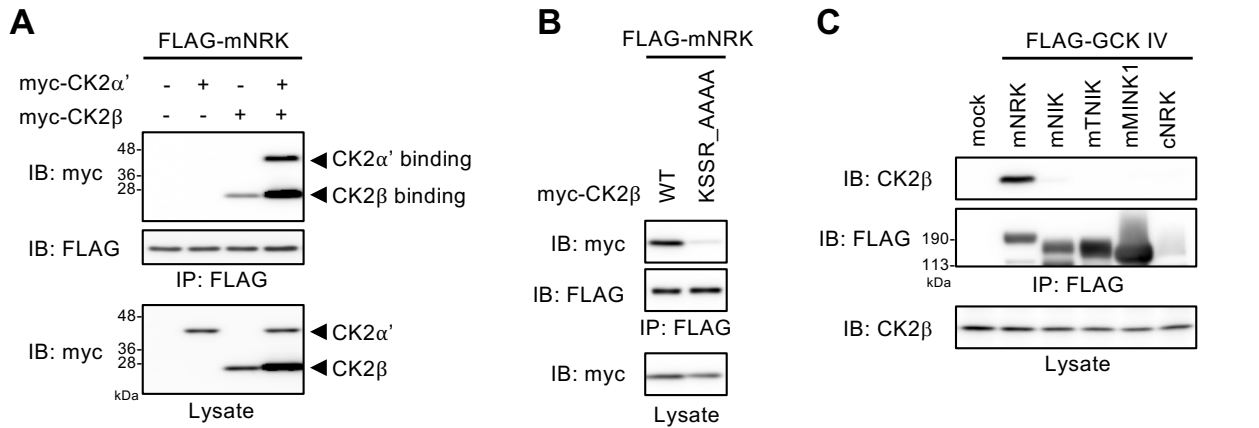 A
FLAG-mNRK
myc-CK2α’ - + - +
myc-CK2β - - + +
IB: myc
48-
36-
28-
CK2α’ binding
CK2β binding
IB: FLAG
IP: FLAG
IB: myc
48-
36-
28-
kDa
CK2α’
CK2β
Lysate
B
FLAG-mNRK
myc-CK2β WT KSSR_AAAA
IB: myc
IB: FLAG
IP: FLAG
IB: myc
Lysate
C
FLAG-GCK IV
mock mNRK mNIK mTNIK mMINK1 cNRK
IB: CK2β
IB: FLAG
190-
113-
kDa
IP: FLAG
IB: CK2β
Lysate